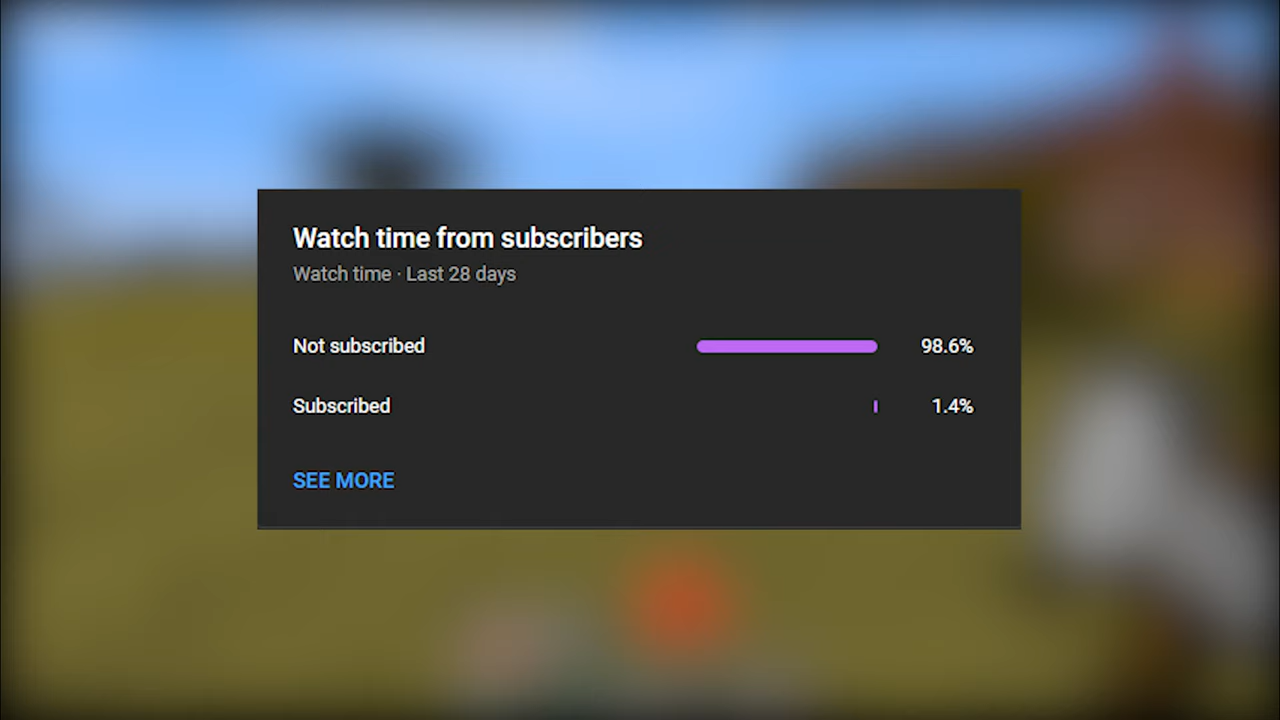 Watch time from subscribers
Watch time · Last 28 days
Not subscribed 98.6%
Subscribed 1.4%
SEE MORE